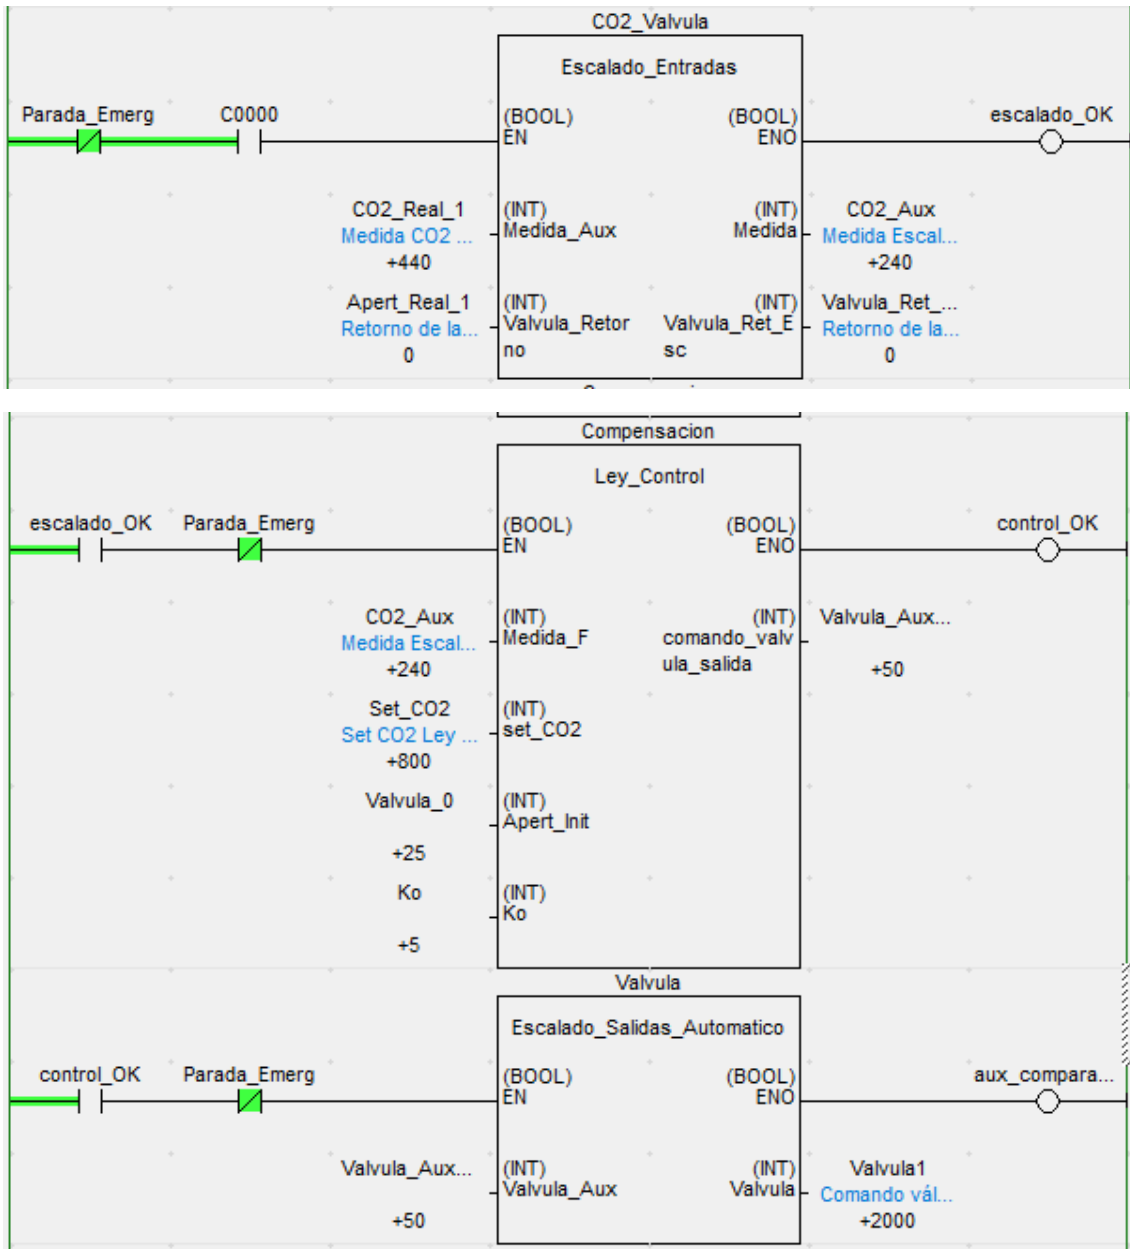 CO2_Valvula
Escalado_Entradas
Parada_Emerg C0000 (BOOL) (BOOL) escalado_OK
EN ENO
CO2_Real_1 (INT) (INT) CO2_Aux
Medida CO2 ... Medida_Aux Medida Medida Escal...
+440 +240
Apert_Real_1 (INT) (INT) Valvula_Ret_...
Retorno de la... Valvula_Retor Valvula_Ret_E Retorno de la...
0 no sc 0
Compensacion
Ley_Control
escalado_OK Parada_Emerg (BOOL) (BOOL) control_OK
EN ENO
CO2_Aux (INT) (INT) Valvula_Aux...
Medida Escal... Medida_F comando_valv
+240 ula_salida +50
Set_CO2 (INT)
Set CO2 Ley ... set_CO2
+800
Valvula_0 (INT)
Apert_Init
+25
Ko (INT)
Ko
+5
Valvula
Escalado_Salidas_Automatico
control_OK Parada_Emerg (BOOL) (BOOL) aux_compara...
EN ENO
Valvula_Aux... (INT) (INT) Valvula1
Valvula_Aux Valvula Comando vál...
+50 +2000